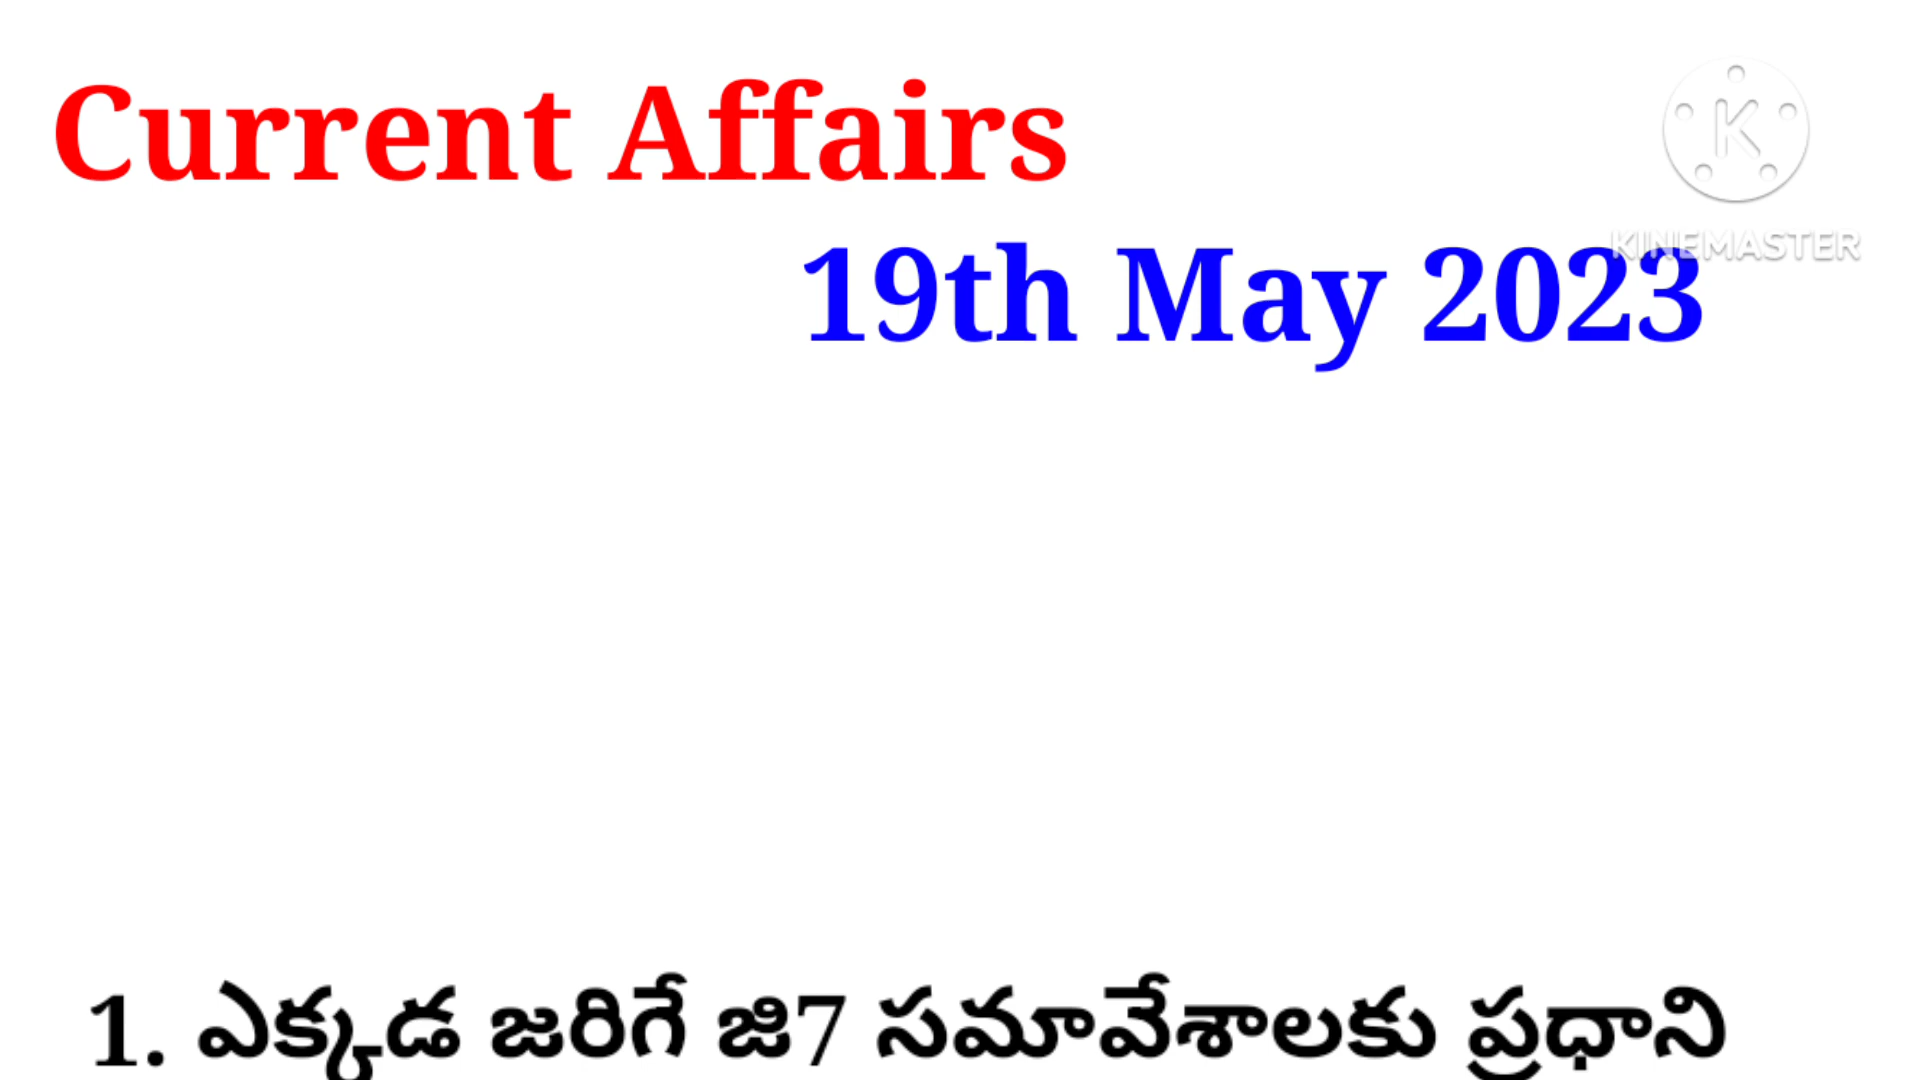 Current Affairs
KINEMASTER
19th May 2023
1. ఎక్కడ జరిగే జి7 సమావేశాలకు ప్రధాని